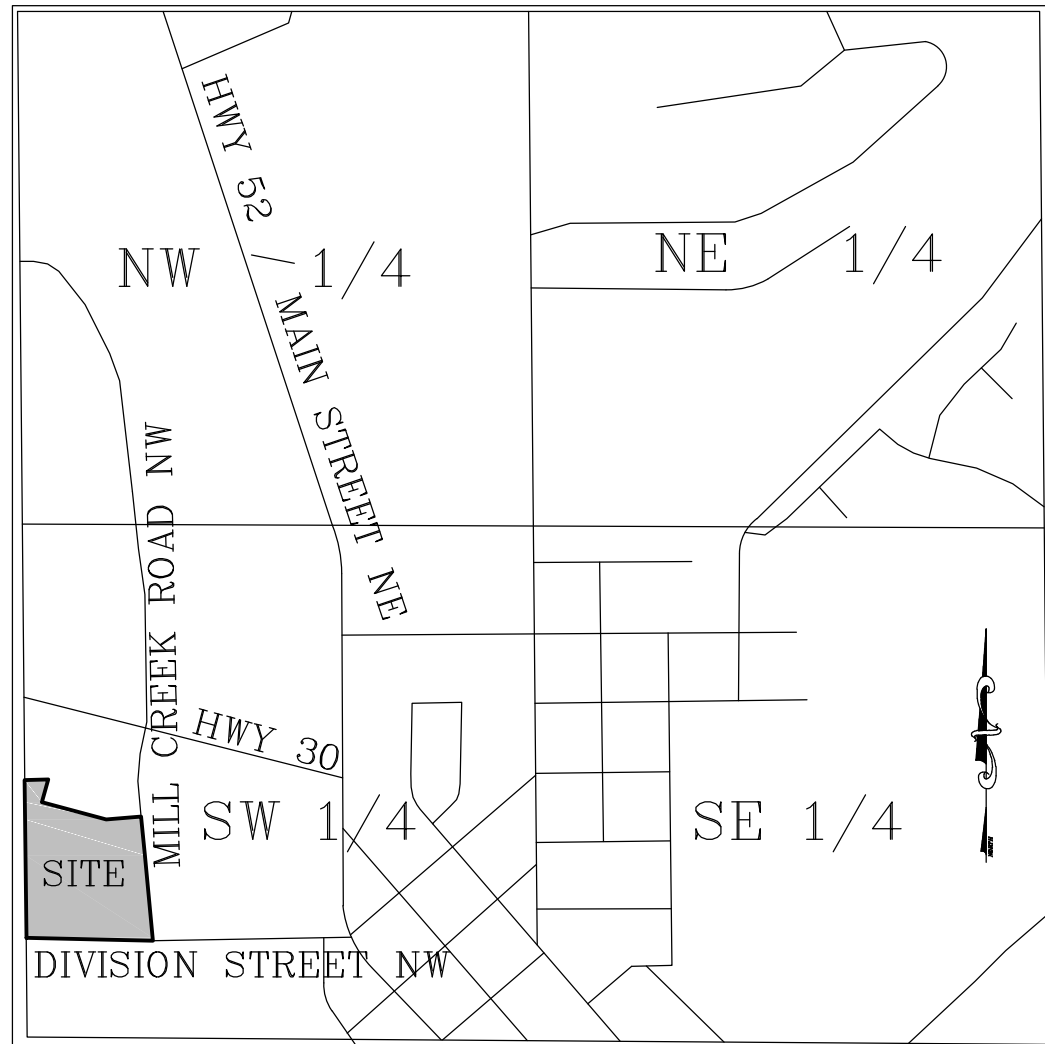 HWY 52 / MAIN STREET NE
NW 1/4
NE 1/4
MILL CREEK ROAD NW
HWY 30
SW 1/4
SE 1/4
SITE
DIVISION STREET NW
NORTH